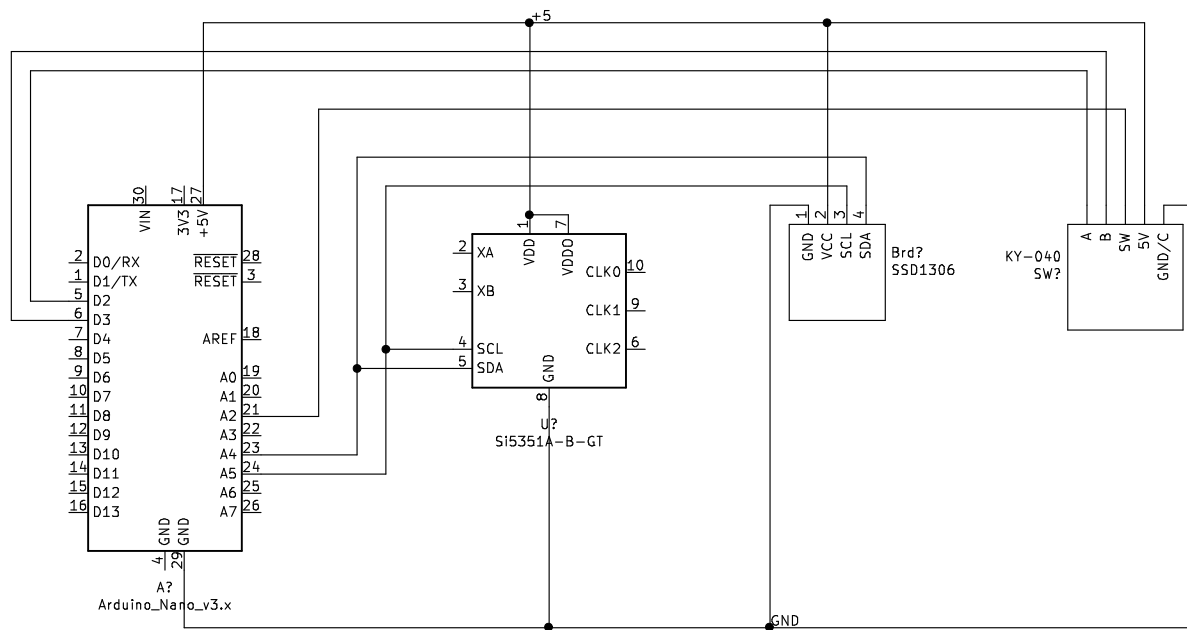 +5
30
17
27
VIN
3V3
+5V
2
D0/RX
RESET
28
1
D1/TX
RESET
3
5
D2
6
D3
7
D4
AREF
18
8
D5
9
D6
A0
19
10
D7
A1
20
11
D8
A2
21
12
D9
A3
22
13
D10
A4
23
14
D11
A5
24
15
D12
A6
25
16
D13
A7
26
GND
GND
4
29
A?
Arduino_Nano_v3.x
1
7
VDD
VDDD
2
XA
3
XB
CLK0
10
CLK1
9
CLK2
6
4
SCL
5
SDA
GND
8
U?
Si5351A-B-GT
1
2
3
4
GND
VCC
SCL
SDA
Brd?
SSD1306
A
B
SW
5V
GND/C
KY-040
SW?
GND